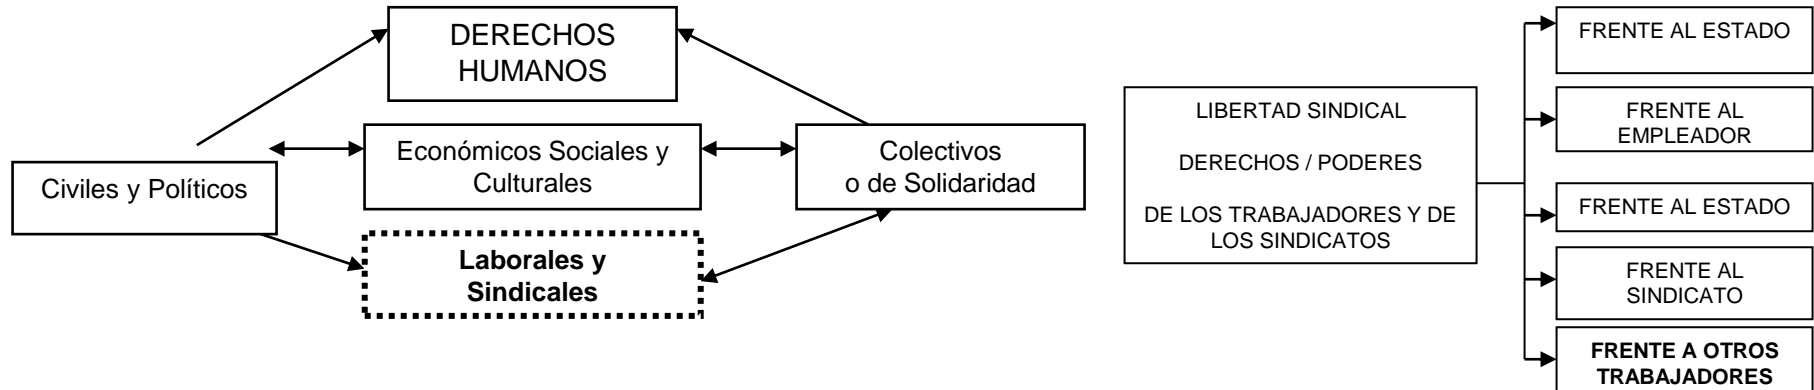 DERECHOS
HUMANOS
Económicos Sociales y
Culturales
Colectivos
o de Solidaridad
Civiles y Políticos
Laborales y
Sindicales
LIBERTAD SINDICAL
DERECHOS / PODERES
DE LOS TRABAJADORES Y DE
LOS SINDICATOS
FRENTE AL ESTADO
FRENTE AL
EMPLEADOR
FRENTE AL ESTADO
FRENTE AL
SINDICATO
FRENTE A OTROS
TRABAJADORES